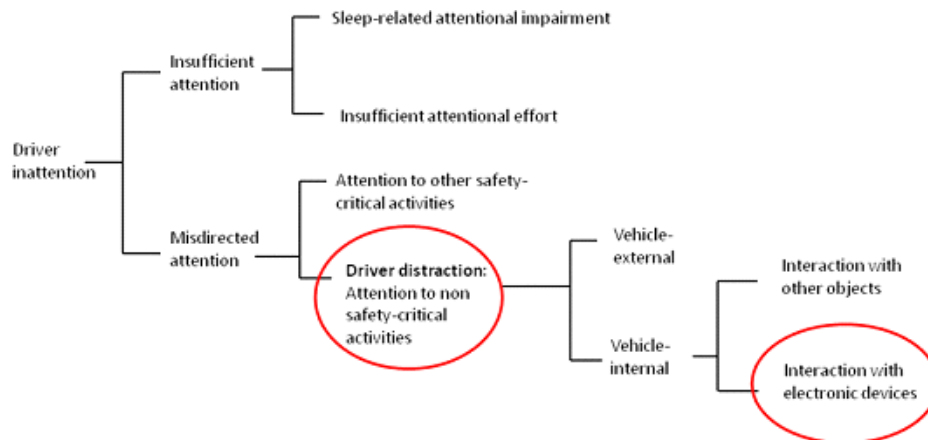 Sleep-related attentional impairment
Insufficient
attention
Insufficient attentional effort
Driver
inattention
Attention to other safety-
critical activities
Misdirected
attention
Driver distraction:
Attention to non
safety-critical
activities
Vehicle-
external
Interaction with
other objects
Vehicle-
internal
Interaction with
electronic devices